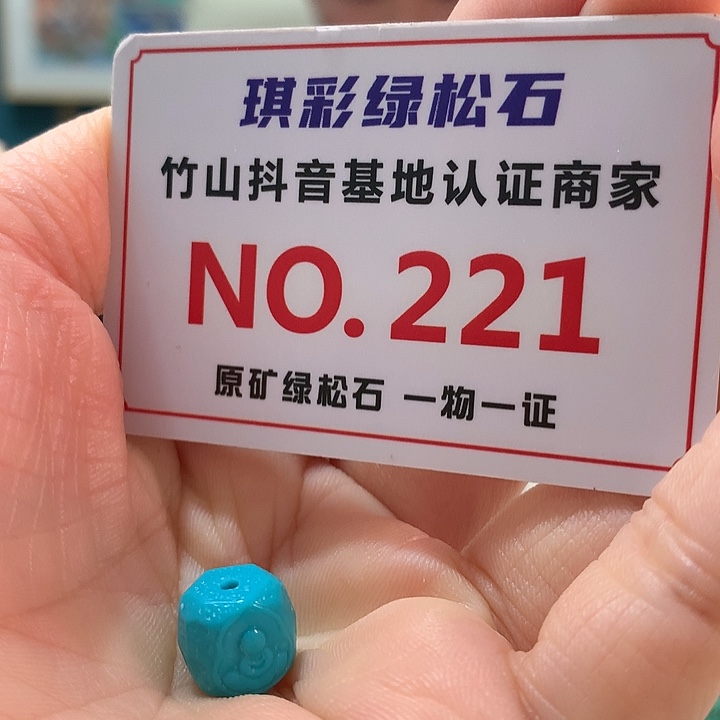 琪彩绿松石
竹山抖音基地认证商家
NO.221
原矿绿松石 一物一证